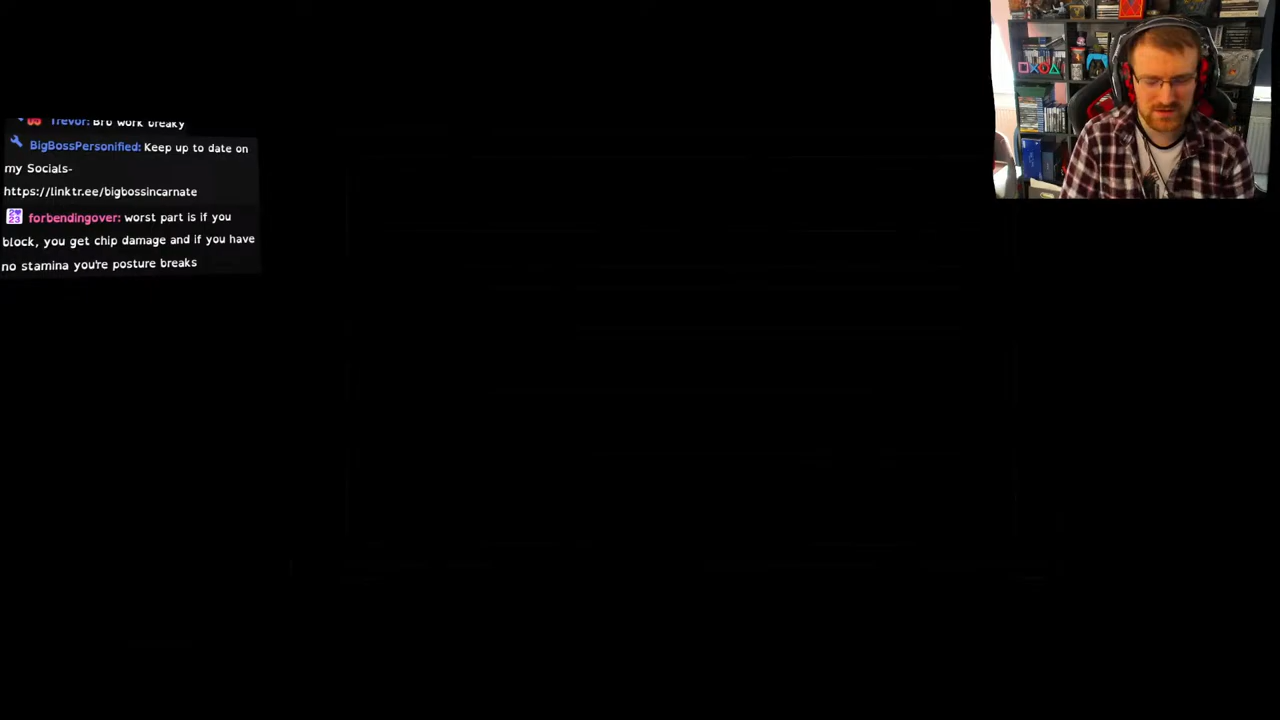 Trevor: Bro work breaky
BigBossPersonified: Keep up to date on
my Socials-
https://linktr.ee/bigbossincarnate
forbendingover: worst part is if you
block, you get chip damage and if you have
no stamina you're posture breaks